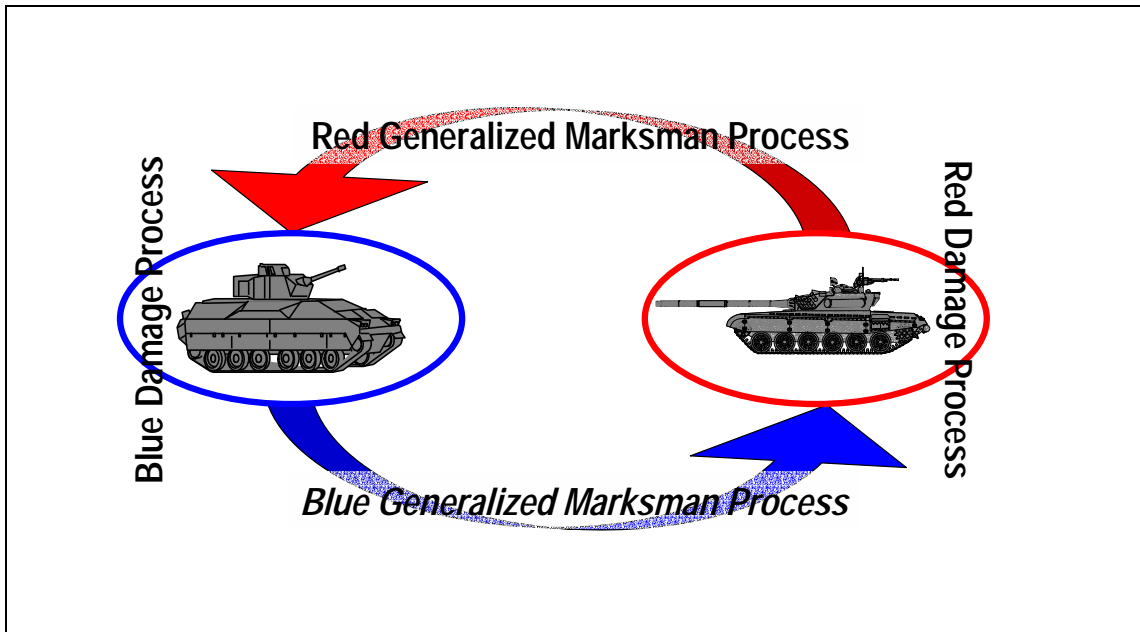 Red Generalized Marksman Process
Blue Damage Process
Red Damage Process
Blue Generalized Marksman Process